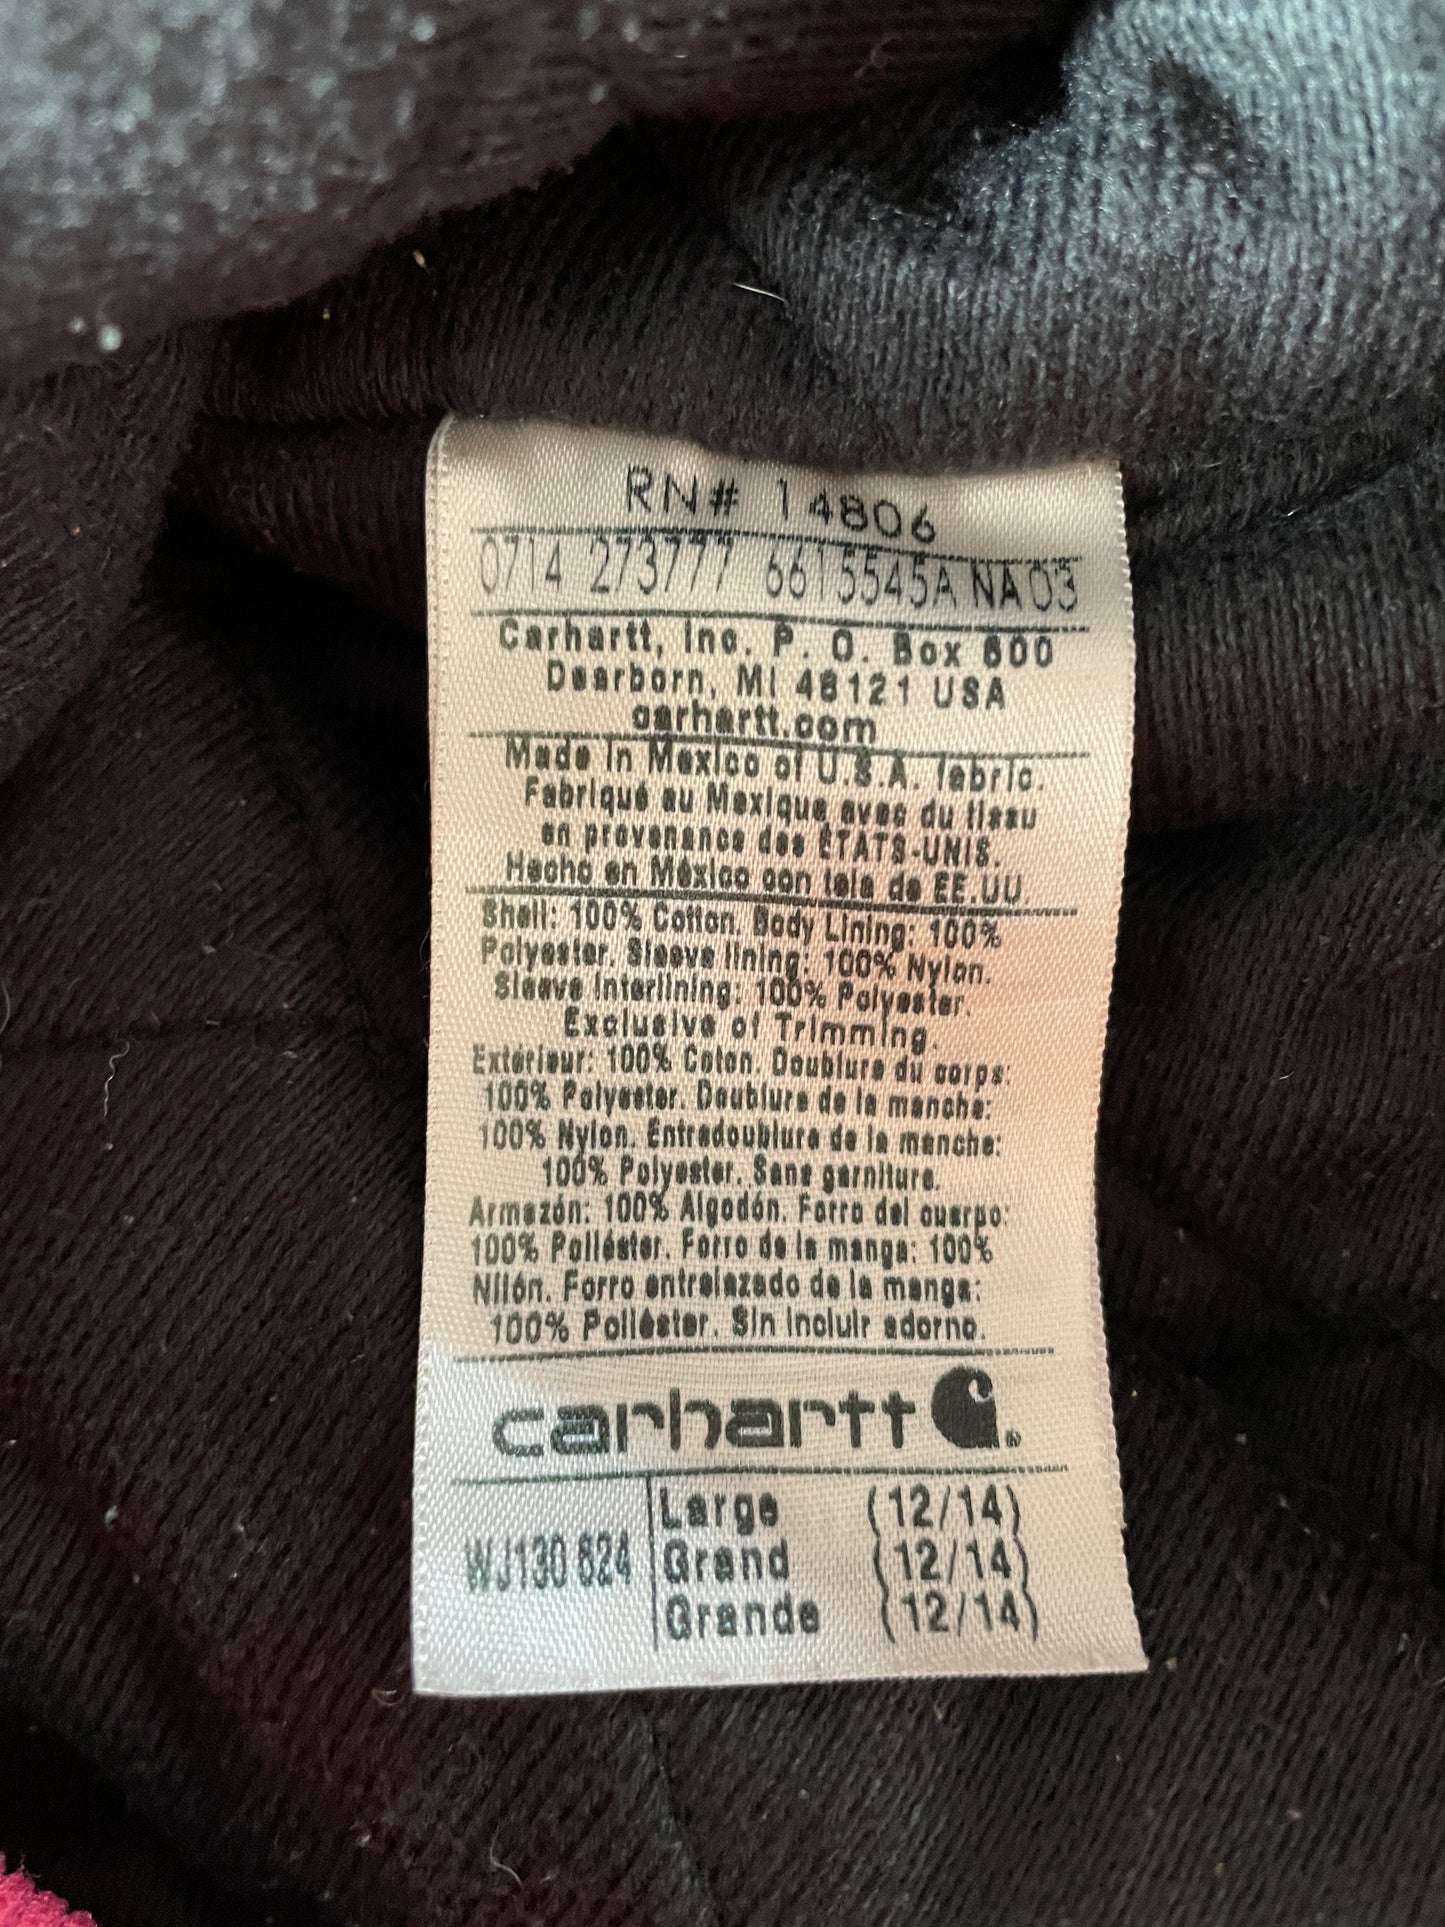 RN# 14806
0714 273777 6615545A NA 03
Carhartt, Inc. P. O. Box 600
Dearborn, MI 48121 USA
carhartt.com
Made in Mexico of U.S.A. fabric.
Fabriqué au Mexique avec du tissu
en provenance des ÉTATS-UNIS.
Hecho en México con tela de EE.UU.
Shell: 100% Cotton. Body Lining: 100%
Polyester. Sleeve lining: 100% Nylon.
Sleeve Interlining: 100% Polyester.
Exclusive of Trimming.
Extérieur: 100% Coton. Doublure du corps:
100% Polyester. Doublure de la manche:
100% Nylon. Entredoublure de la manche:
100% Polyester. Sans garniture.
Armazón: 100% Algodón. Forro del cuerpo:
100% Poliéster. Forro de la manga: 100%
Nilón. Forro entrelazado de la manga:
100% Poliéster. Sin incluir adorno.
carhartt ®
WJ130 624
Large (12/14)
Grand (12/14)
Grande (12/14)